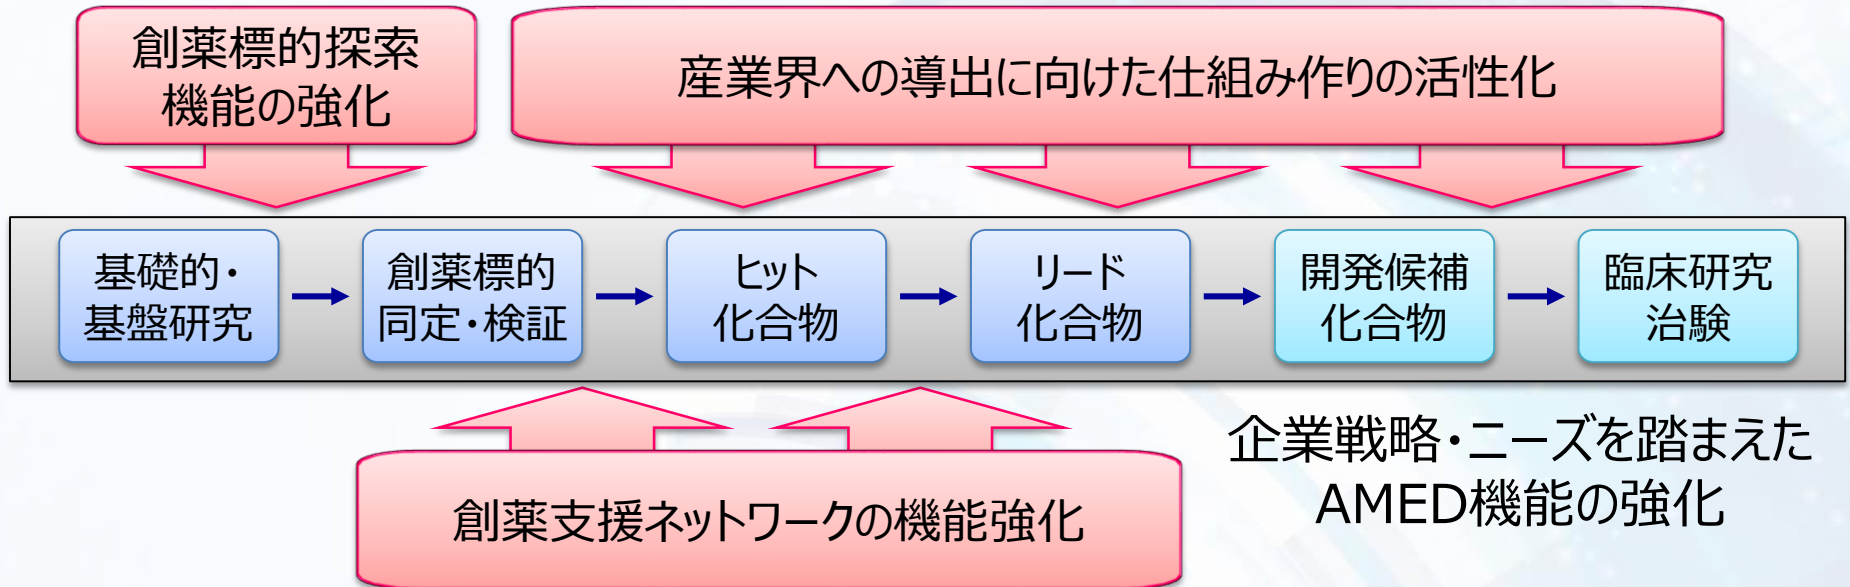 創薬標的探索
機能の強化
産業界への導出に向けた仕組み作りの活性化
基礎的・
基盤研究
創薬標的
同定・検証
ヒット
化合物
リード
化合物
開発候補
化合物
臨床研究
治験
創薬支援ネットワークの機能強化
企業戦略・ニーズを踏まえた
AMED機能の強化